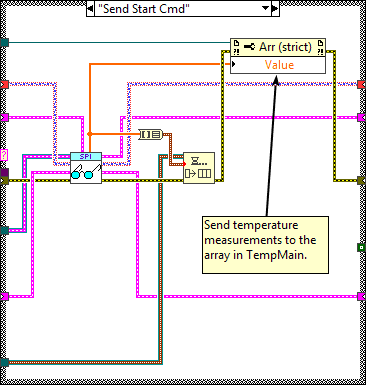 "Send Start Cmd"
Arr (strict)
Value
SPI
Send temperature
measurements to the
array in TempMain.